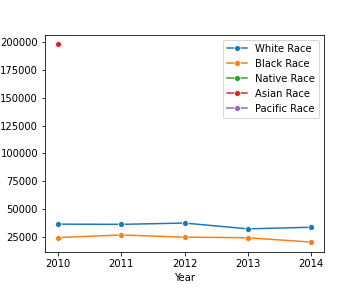 200000
175000
150000
125000
100000
75000
50000
25000
White Race
Black Race
Native Race
Asian Race
Pacific Race
2010 2011 2012 2013 2014
Year